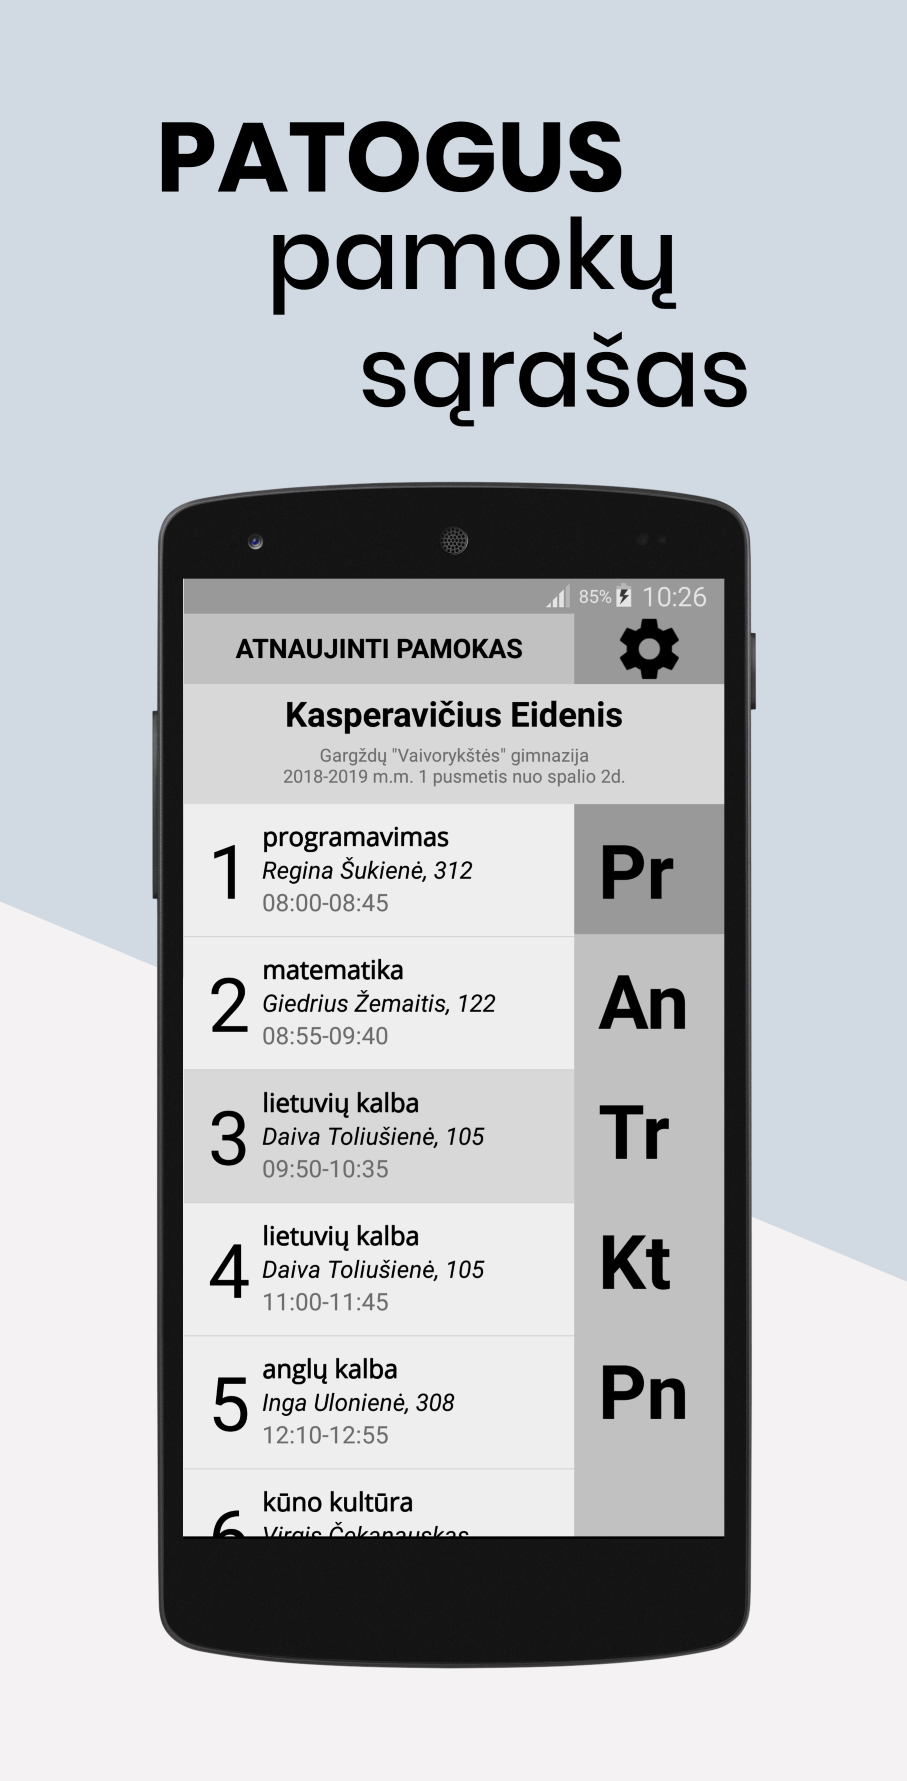 PATOGUS
pamokų
sąrašas
85% 10:26
ATNAUJINTI PAMOKAS
Kasperavičius Eidenis
Gargždų "Vaivorykštės" gimnazija
2018-2019 m.m. 1 pusmetis nuo spalio 2d.
1
programavimas
Regina Šukienė, 312
08:00-08:45
2
matematika
Giedrius Žemaitis, 122
08:55-09:40
3
lietuvių kalba
Daiva Toliušienė, 105
09:50-10:35
4
lietuvių kalba
Daiva Toliušienė, 105
11:00-11:45
5
anglų kalba
Inga Ulonienė, 308
12:10-12:55
6
kūno kultūra
Virgis Čekanauskas
Pr
An
Tr
Kt
Pn